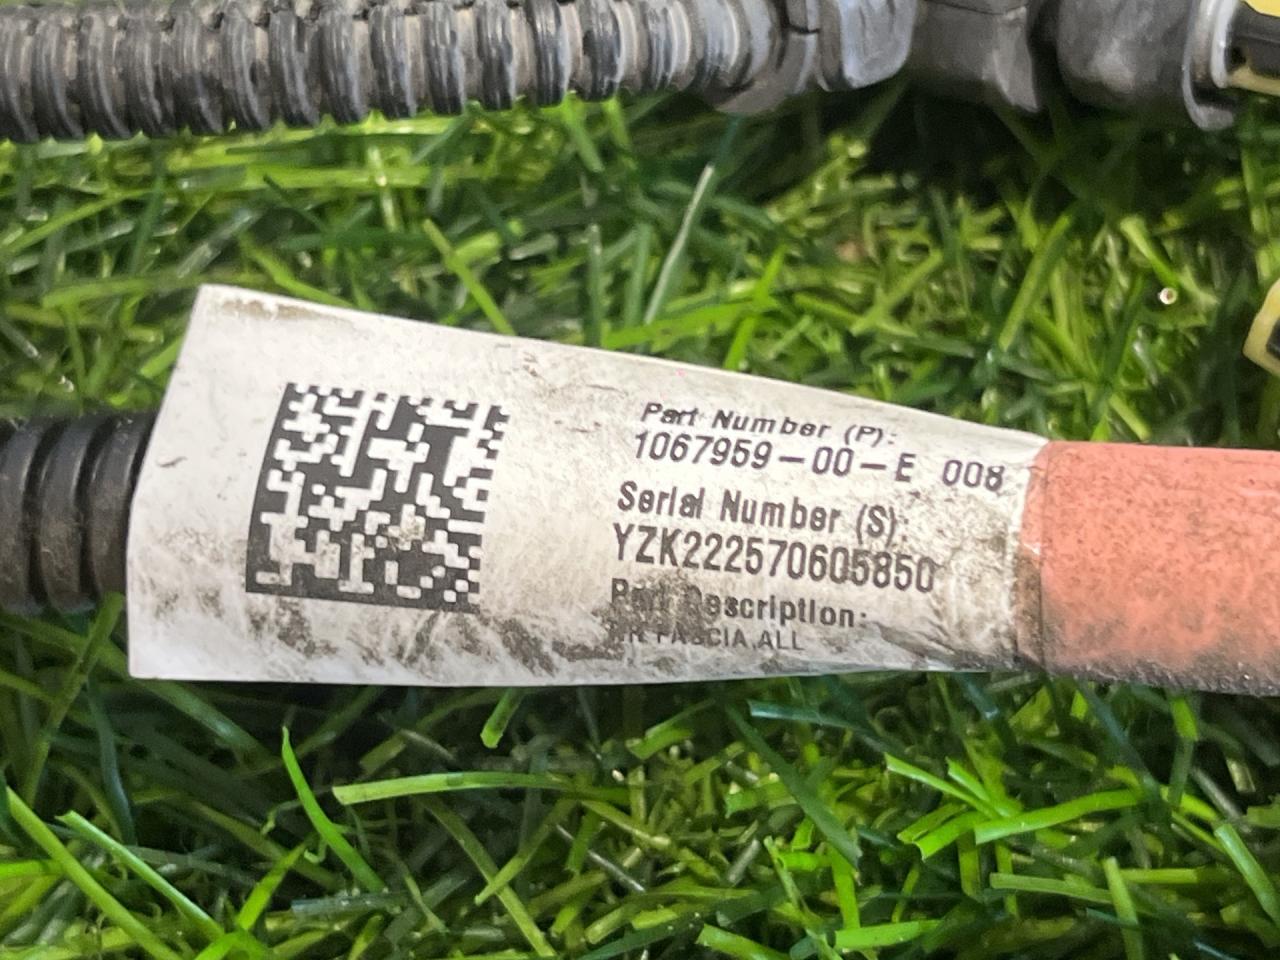 Part Number (P):
1067959-00-E 008
Serial Number (S):
YZK222570605850
Part Description:
FASCIA,ALL